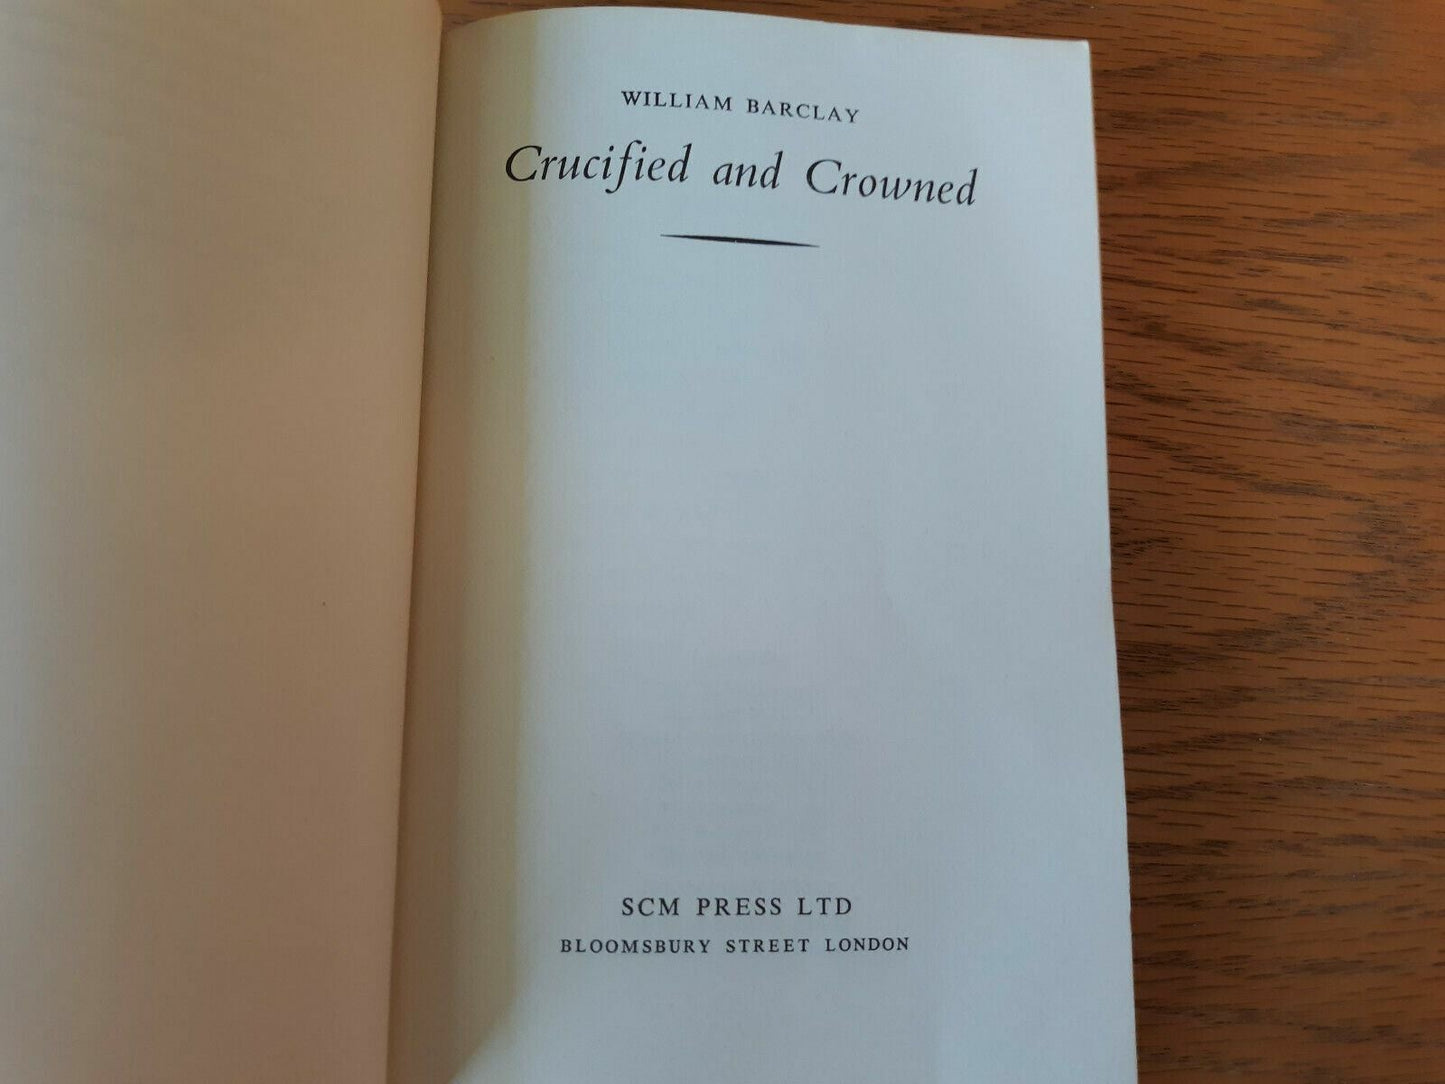 WILLIAM BARCLAY
Crucified and Crowned
SCM PRESS LTD
BLOOMSBURY STREET LONDON